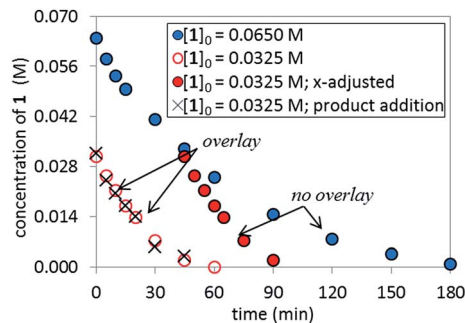 0.070
0.056
0.042
0.028
0.014
0.000
concentration of 1 (M)
[1]0 = 0.0650 M
[1]0 = 0.0325 M
[1]0 = 0.0325 M; x-adjusted
[1]0 = 0.0325 M; product addition
overlay
no overlay
0 30 60 90 120 150 180
time (min)